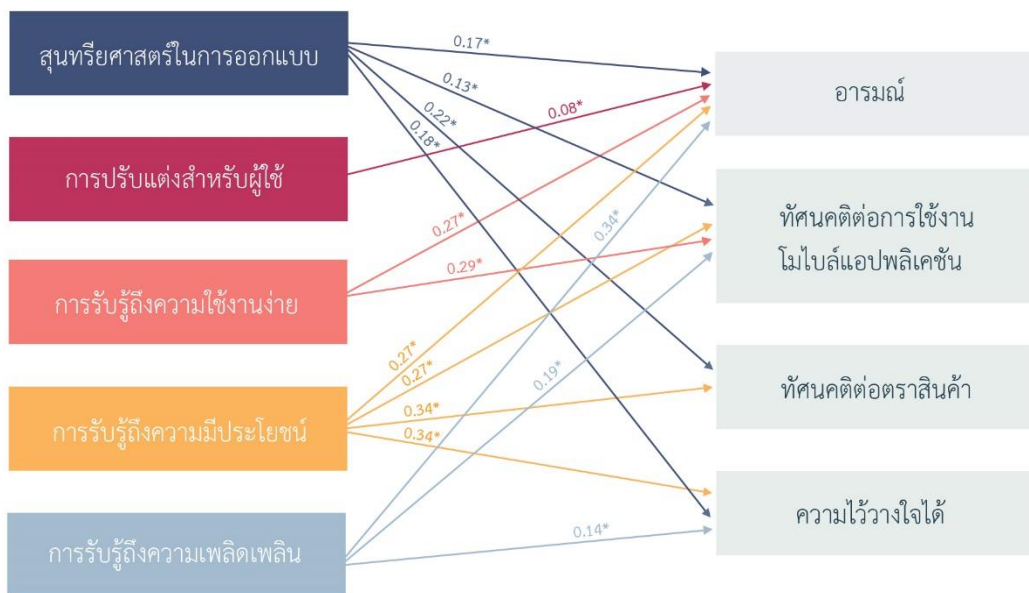 สุนทรียศาสตร์ในการออกแบบ
การปรับแต่งสำหรับผู้ใช้
การรับรู้ถึงความใช้งานง่าย
การรับรู้ถึงความมีประโยชน์
การรับรู้ถึงความเพลิดเพลิน
0.17*
0.13*
0.22*
0.18*
0.08*
0.27*
0.29*
0.34*
0.27*
0.27*
0.34*
0.34*
0.19*
0.14*
อารมณ์
ทัศนคติต่อการใช้งาน
โมไบล์แอปพลิเคชัน
ทัศนคติต่อตราสินค้า
ความไว้วางใจได้